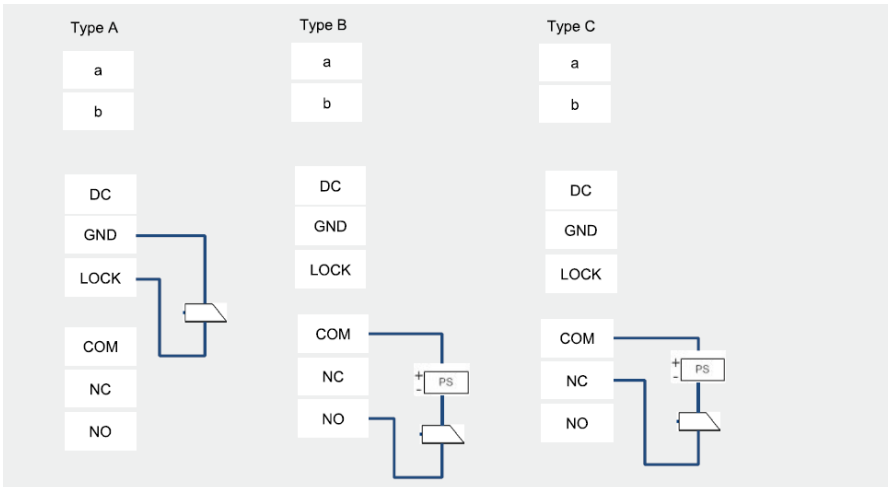 Type A
a
b
DC
GND
LOCK
COM
NC
NO
Type B
a
b
DC
GND
LOCK
COM
NC
NO
+
-
PS
Type C
a
b
DC
GND
LOCK
COM
NC
NO
+
-
PS